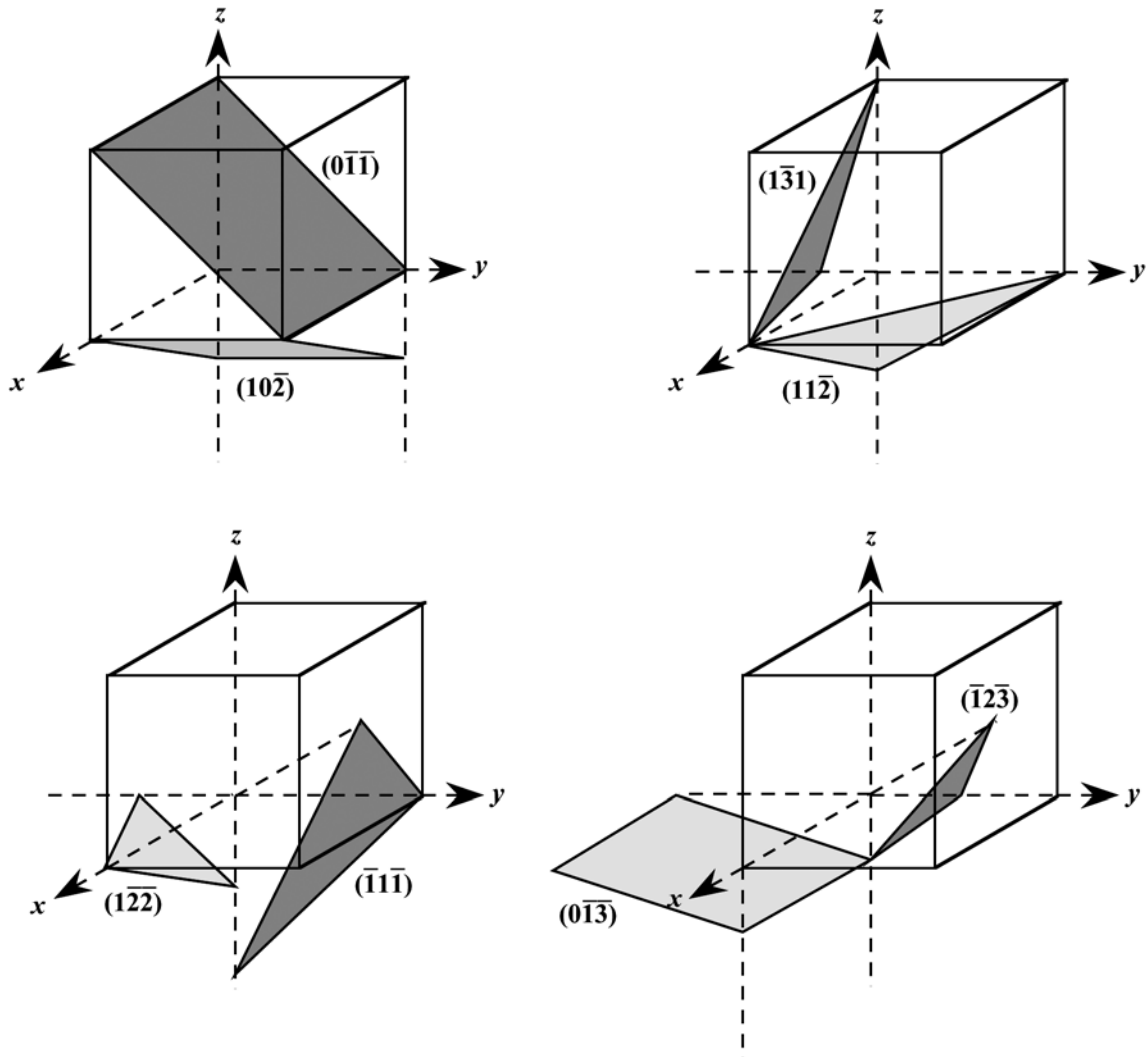 z
(01̄1̄)
y
x
(102̄)
z
(13̄1)
y
x
(112̄)
z
y
x
(12̄2̄)
(1̄11̄)
z
(1̄23̄)
y
x
(01̄3̄)